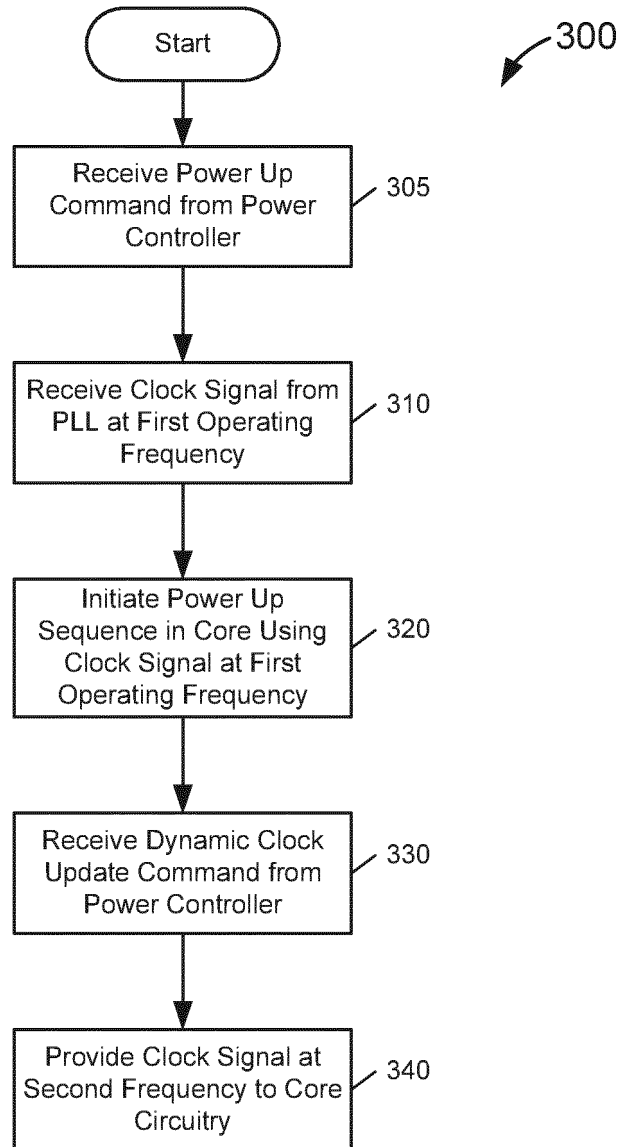 Start
300
Receive Power Up
Command from Power
Controller
305
Receive Clock Signal from
PLL at First Operating
Frequency
310
Initiate Power Up
Sequence in Core Using
Clock Signal at First
Operating Frequency
320
Receive Dynamic Clock
Update Command from
Power Controller
330
Provide Clock Signal at
Second Frequency to Core
Circuitry
340